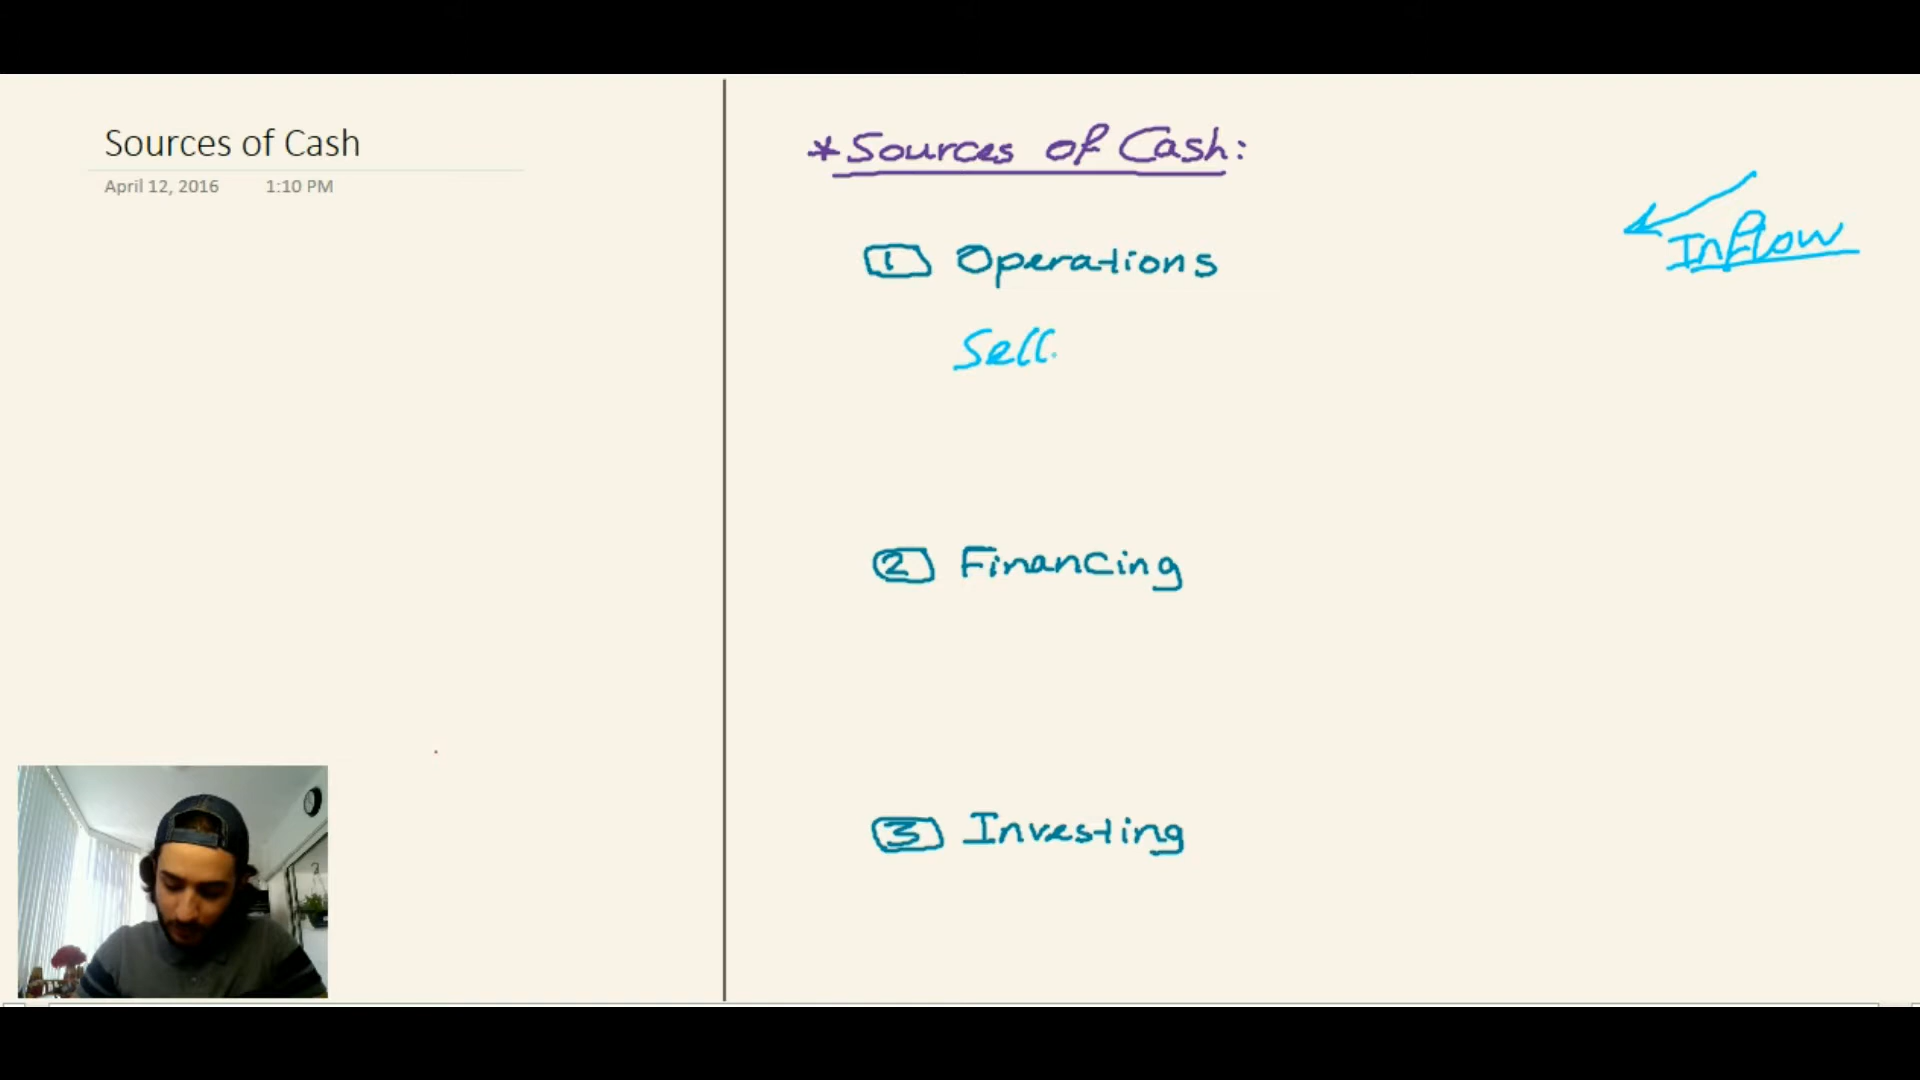 Sources of Cash
April 12, 2016 1:10 PM
*Sources of Cash:
Inflow
1 Operations
Sell
2 Financing
3 Investing